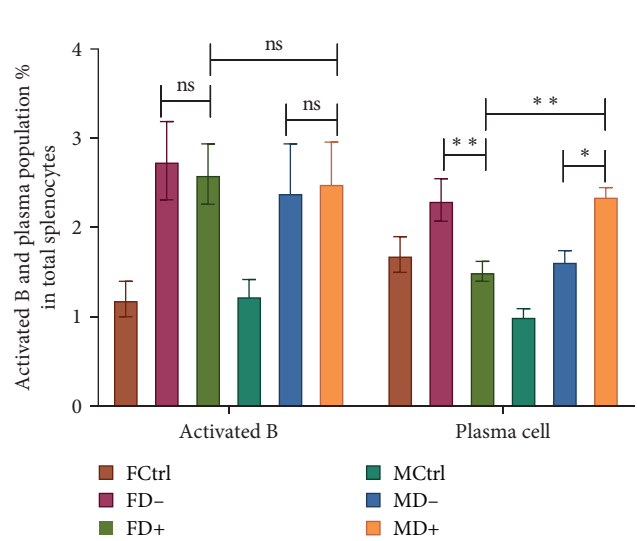 Activated B and plasma population %
in total splenocytes
4
3
2
1
0
ns
ns
ns
* *
* *
*
Activated B
Plasma cell
FCtrl
FD–
FD+
MCtrl
MD–
MD+